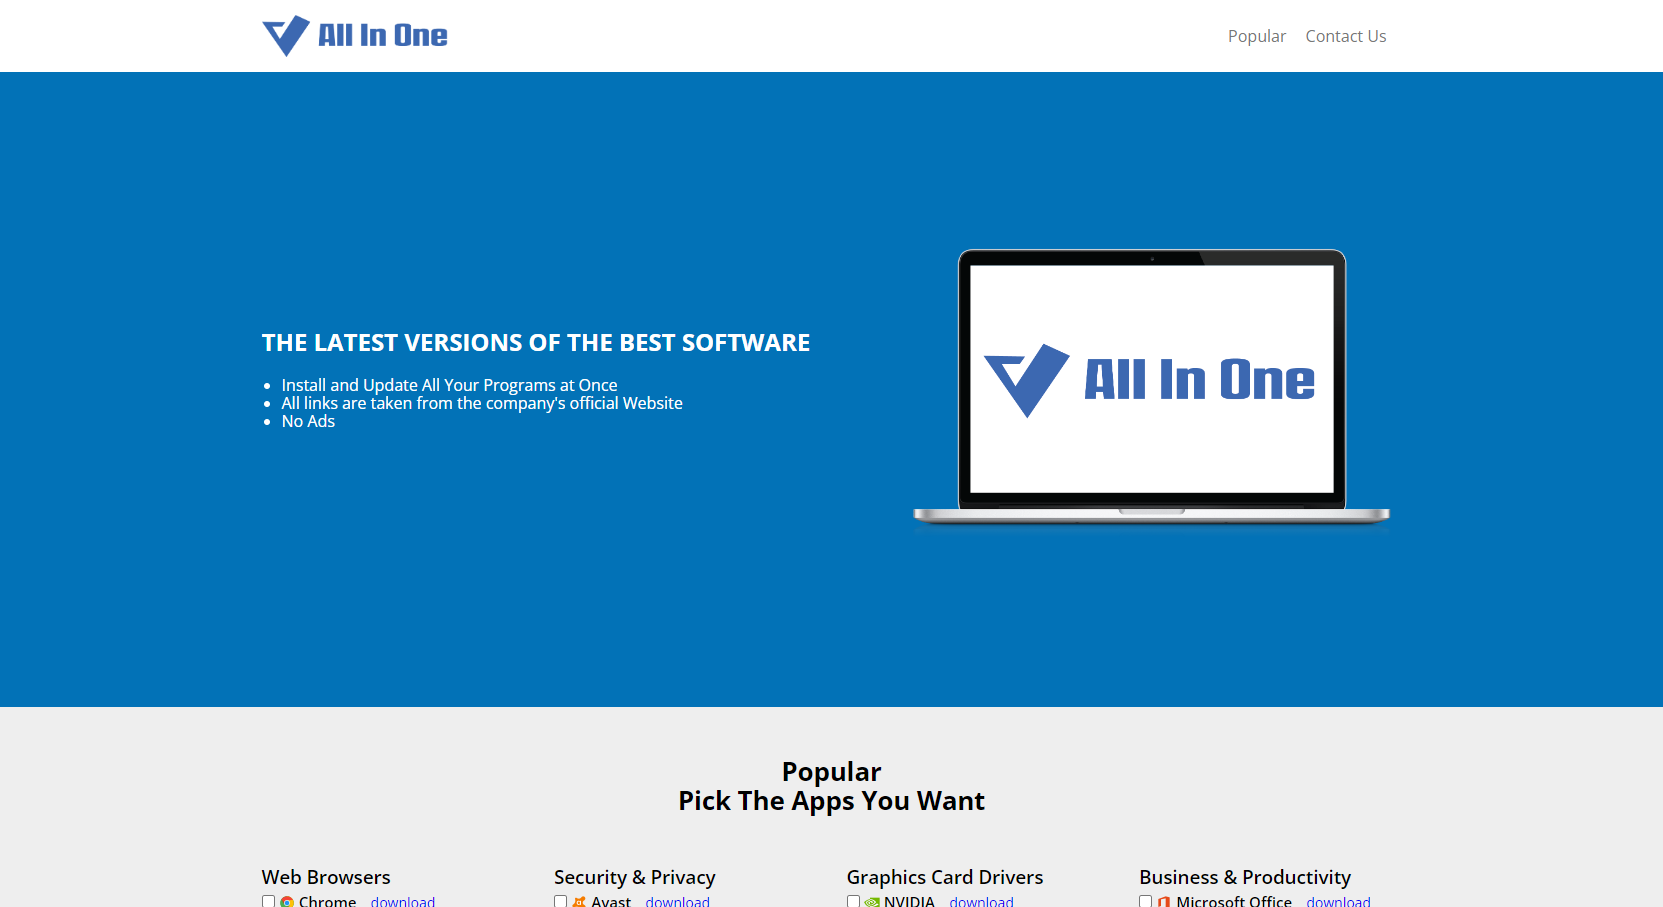 All In One
Popular Contact Us
THE LATEST VERSIONS OF THE BEST SOFTWARE
Install and Update All Your Programs at Once
All links are taken from the company's official Website
No Ads
All In One
Popular
Pick The Apps You Want
Web Browsers Security & Privacy Graphics Card Drivers Business & Productivity
Chrome download Avast download NVIDIA download Microsoft Office download